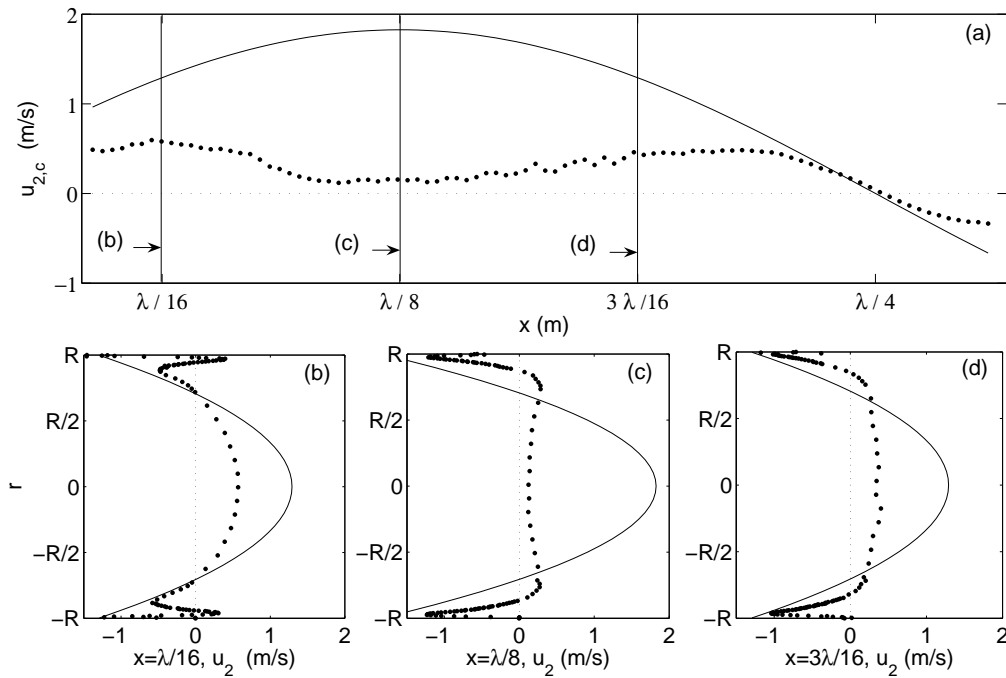 2
(a)
u2,c (m/s)
1
0
−1
(b)
(c)
(d)
λ / 16
λ / 8
3 λ /16
λ / 4
x (m)
R
(b)
R/2
r
0
−R/2
−R
−1
0
1
2
x=λ/16, u2 (m/s)
R
(c)
R/2
0
−R/2
−R
−1
0
1
2
x=λ/8, u2 (m/s)
R
(d)
R/2
0
−R/2
−R
−1
0
1
2
x=3λ/16, u2 (m/s)